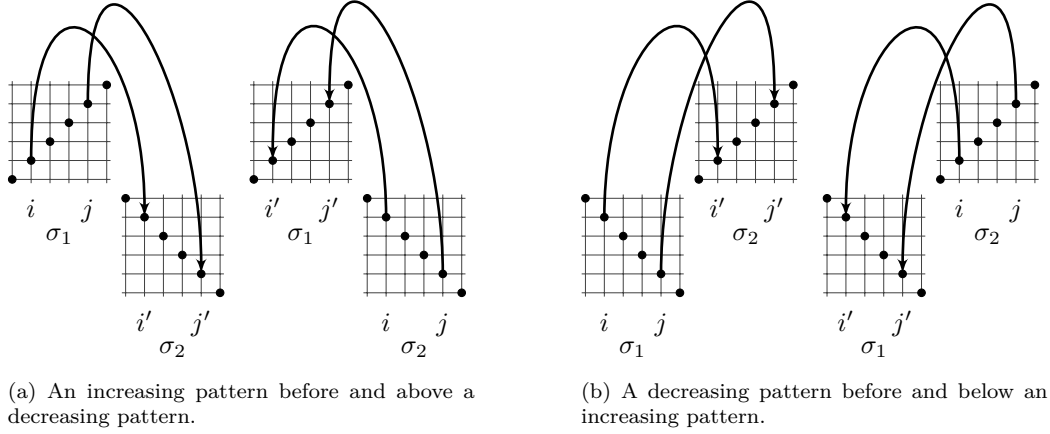 i j i′ j′ i′ j′
σ₁ σ₁ σ₂ σ₂
i j
i′ j′ i j i j i′ j′
σ₂ σ₂ σ₁ σ₁
(a) An increasing pattern before and above a
decreasing pattern.
(b) A decreasing pattern before and below an
increasing pattern.